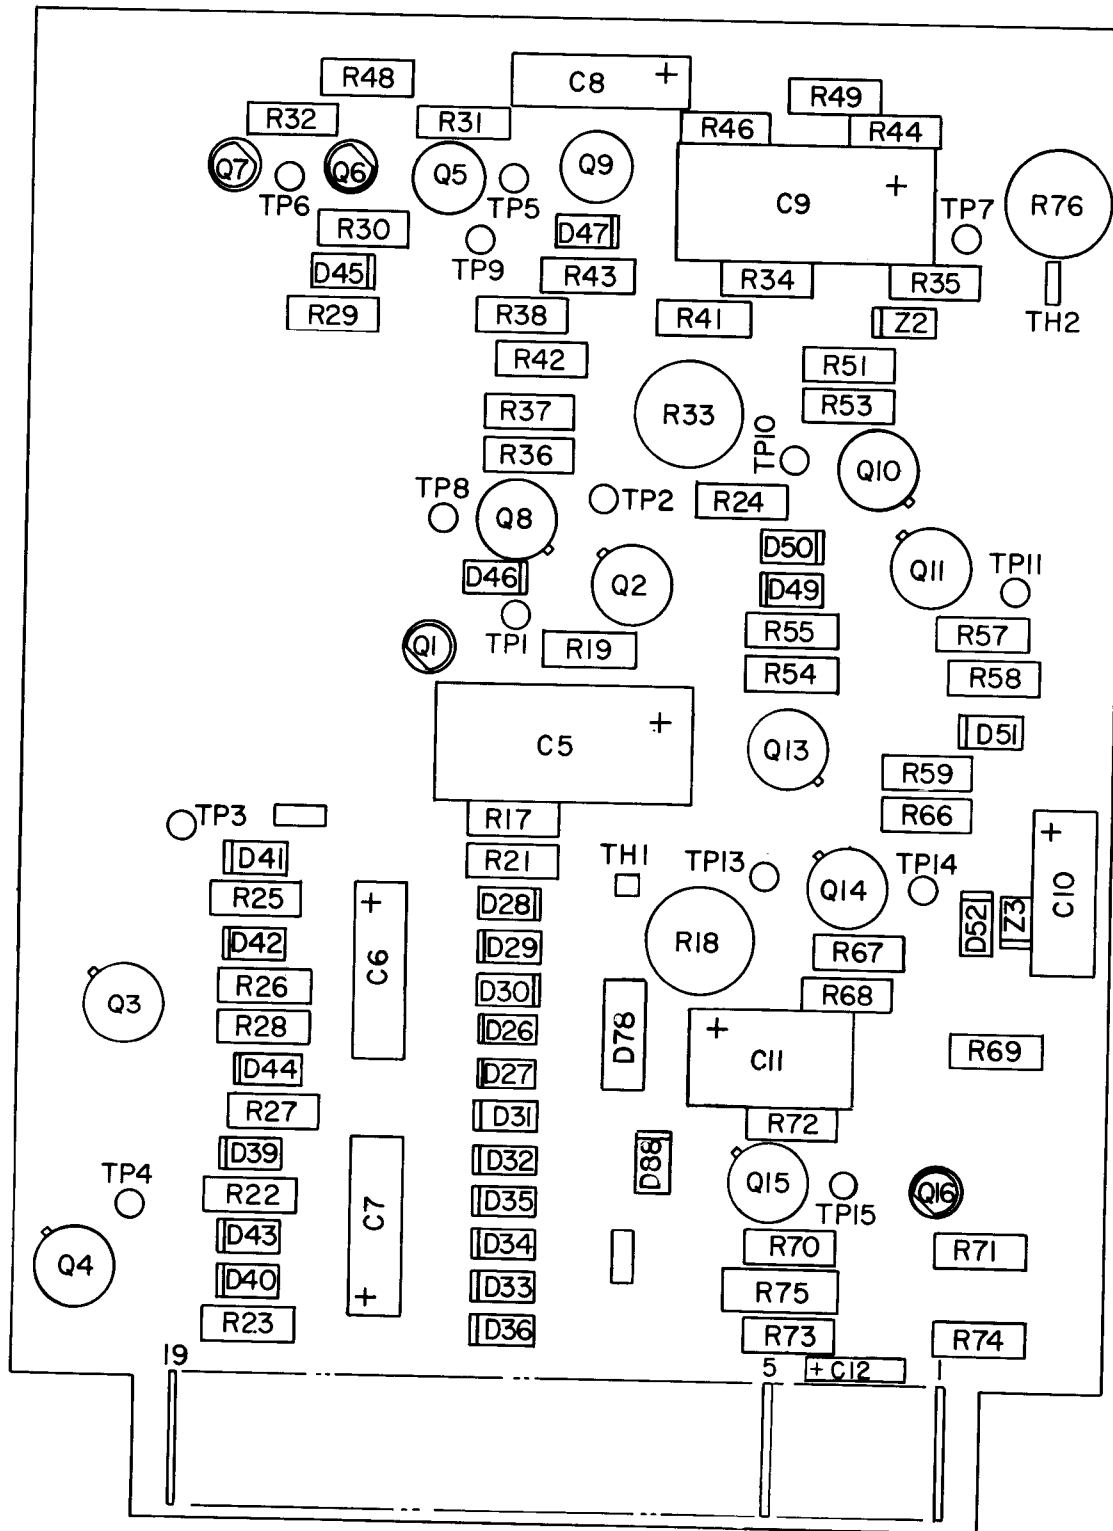 R48
C8 +
R49
R32
R31
R46
R44
Q7
Q6
Q5
Q9
TP6
TP5
C9 +
TP7
R76
R30
D47
TP9
D45
R43
R34
R35
R29
R38
R41
Z2
TH2
R42
R51
R37
R33
R53
R36
TP10
Q10
TP8
Q8
TP2
R24
D50
Q11
TP11
D46
Q2
D49
TP1
R55
R57
Q1
R19
R54
R58
C5 +
Q13
D51
R59
TP3
R17
R66
D41
R21
TH1
TP13
Q14
TP14
+ C10
R25
+ C6
D28
D52
Z3
D42
D29
R18
R67
Q3
R26
D30
R68
R28
D26
D78
+ C11
R69
D44
D27
R27
D31
R72
D39
D32
D88
TP4
R22
C7 +
D35
Q15
TP15
Q16
D43
D34
R70
R71
Q4
D40
D33
R75
R23
D36
R73
R74
19
5
+C12
1